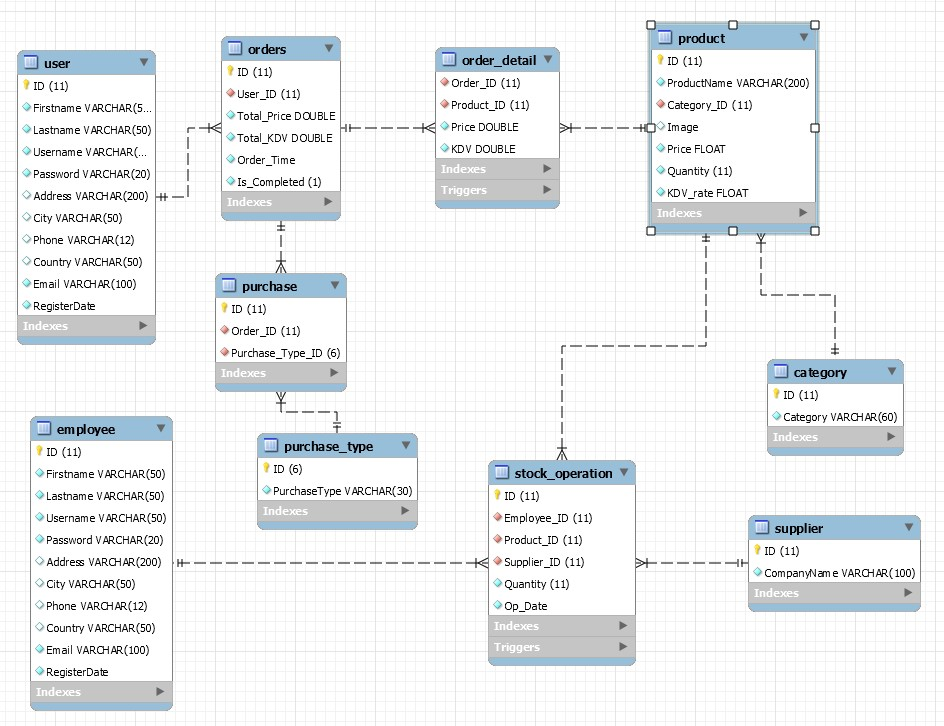 user
ID (11)
Firstname VARCHAR(5...
Lastname VARCHAR(50)
Username VARCHAR(...
Password VARCHAR(20)
Address VARCHAR(200)
City VARCHAR(50)
Phone VARCHAR(12)
Country VARCHAR(50)
Email VARCHAR(100)
RegisterDate
Indexes
orders
ID (11)
User_ID (11)
Total_Price DOUBLE
Total_KDV DOUBLE
Order_Time
Is_Completed (1)
Indexes
order_detail
Order_ID (11)
Product_ID (11)
Price DOUBLE
KDV DOUBLE
Indexes
Triggers
product
ID (11)
ProductName VARCHAR(200)
Category_ID (11)
Image
Price FLOAT
Quantity (11)
KDV_rate FLOAT
Indexes
purchase
ID (11)
Order_ID (11)
Purchase_Type_ID (6)
Indexes
category
ID (11)
Category VARCHAR(60)
Indexes
employee
ID (11)
Firstname VARCHAR(50)
Lastname VARCHAR(50)
Username VARCHAR(50)
Password VARCHAR(20)
Address VARCHAR(200)
City VARCHAR(50)
Phone VARCHAR(12)
Country VARCHAR(50)
Email VARCHAR(100)
RegisterDate
Indexes
purchase_type
ID (6)
PurchaseType VARCHAR(30)
Indexes
stock_operation
ID (11)
Employee_ID (11)
Product_ID (11)
Supplier_ID (11)
Quantity (11)
Op_Date
Indexes
Triggers
supplier
ID (11)
CompanyName VARCHAR(100)
Indexes